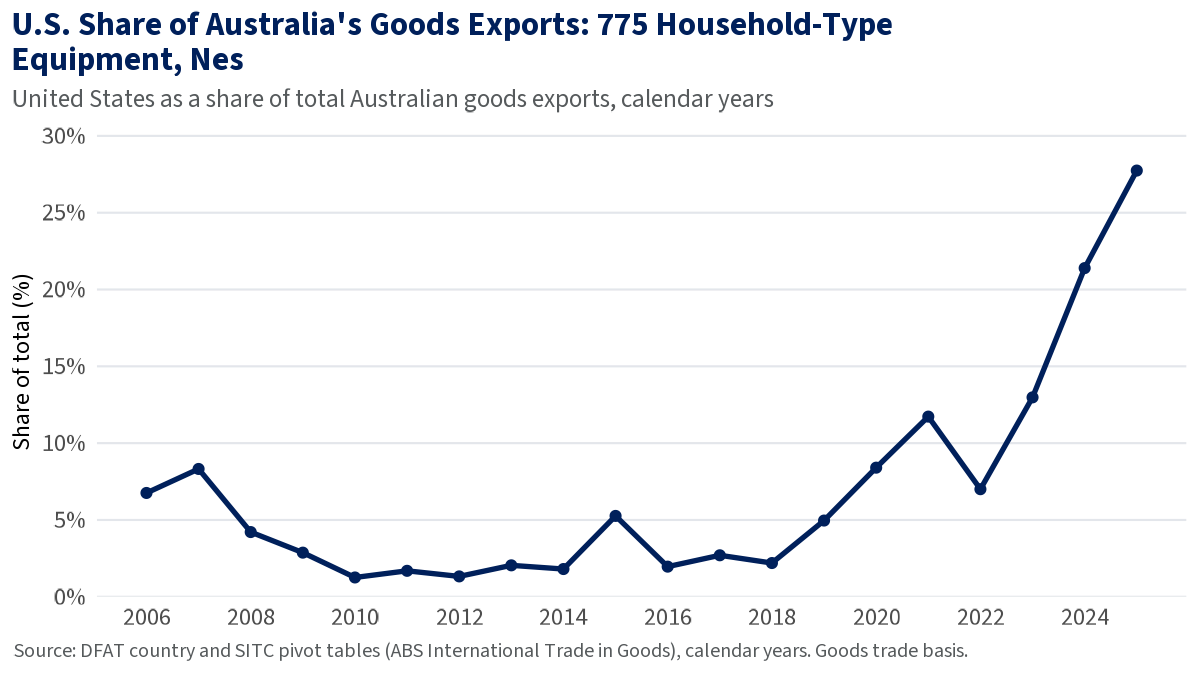 U.S. Share of Australia's Goods Exports: 775 Household-Type
Equipment, Nes
United States as a share of total Australian goods exports, calendar years
Share of total (%)
30%
25%
20%
15%
10%
5%
0%
2006 2008 2010 2012 2014 2016 2018 2020 2022 2024
Source: DFAT country and SITC pivot tables (ABS International Trade in Goods), calendar years. Goods trade basis.